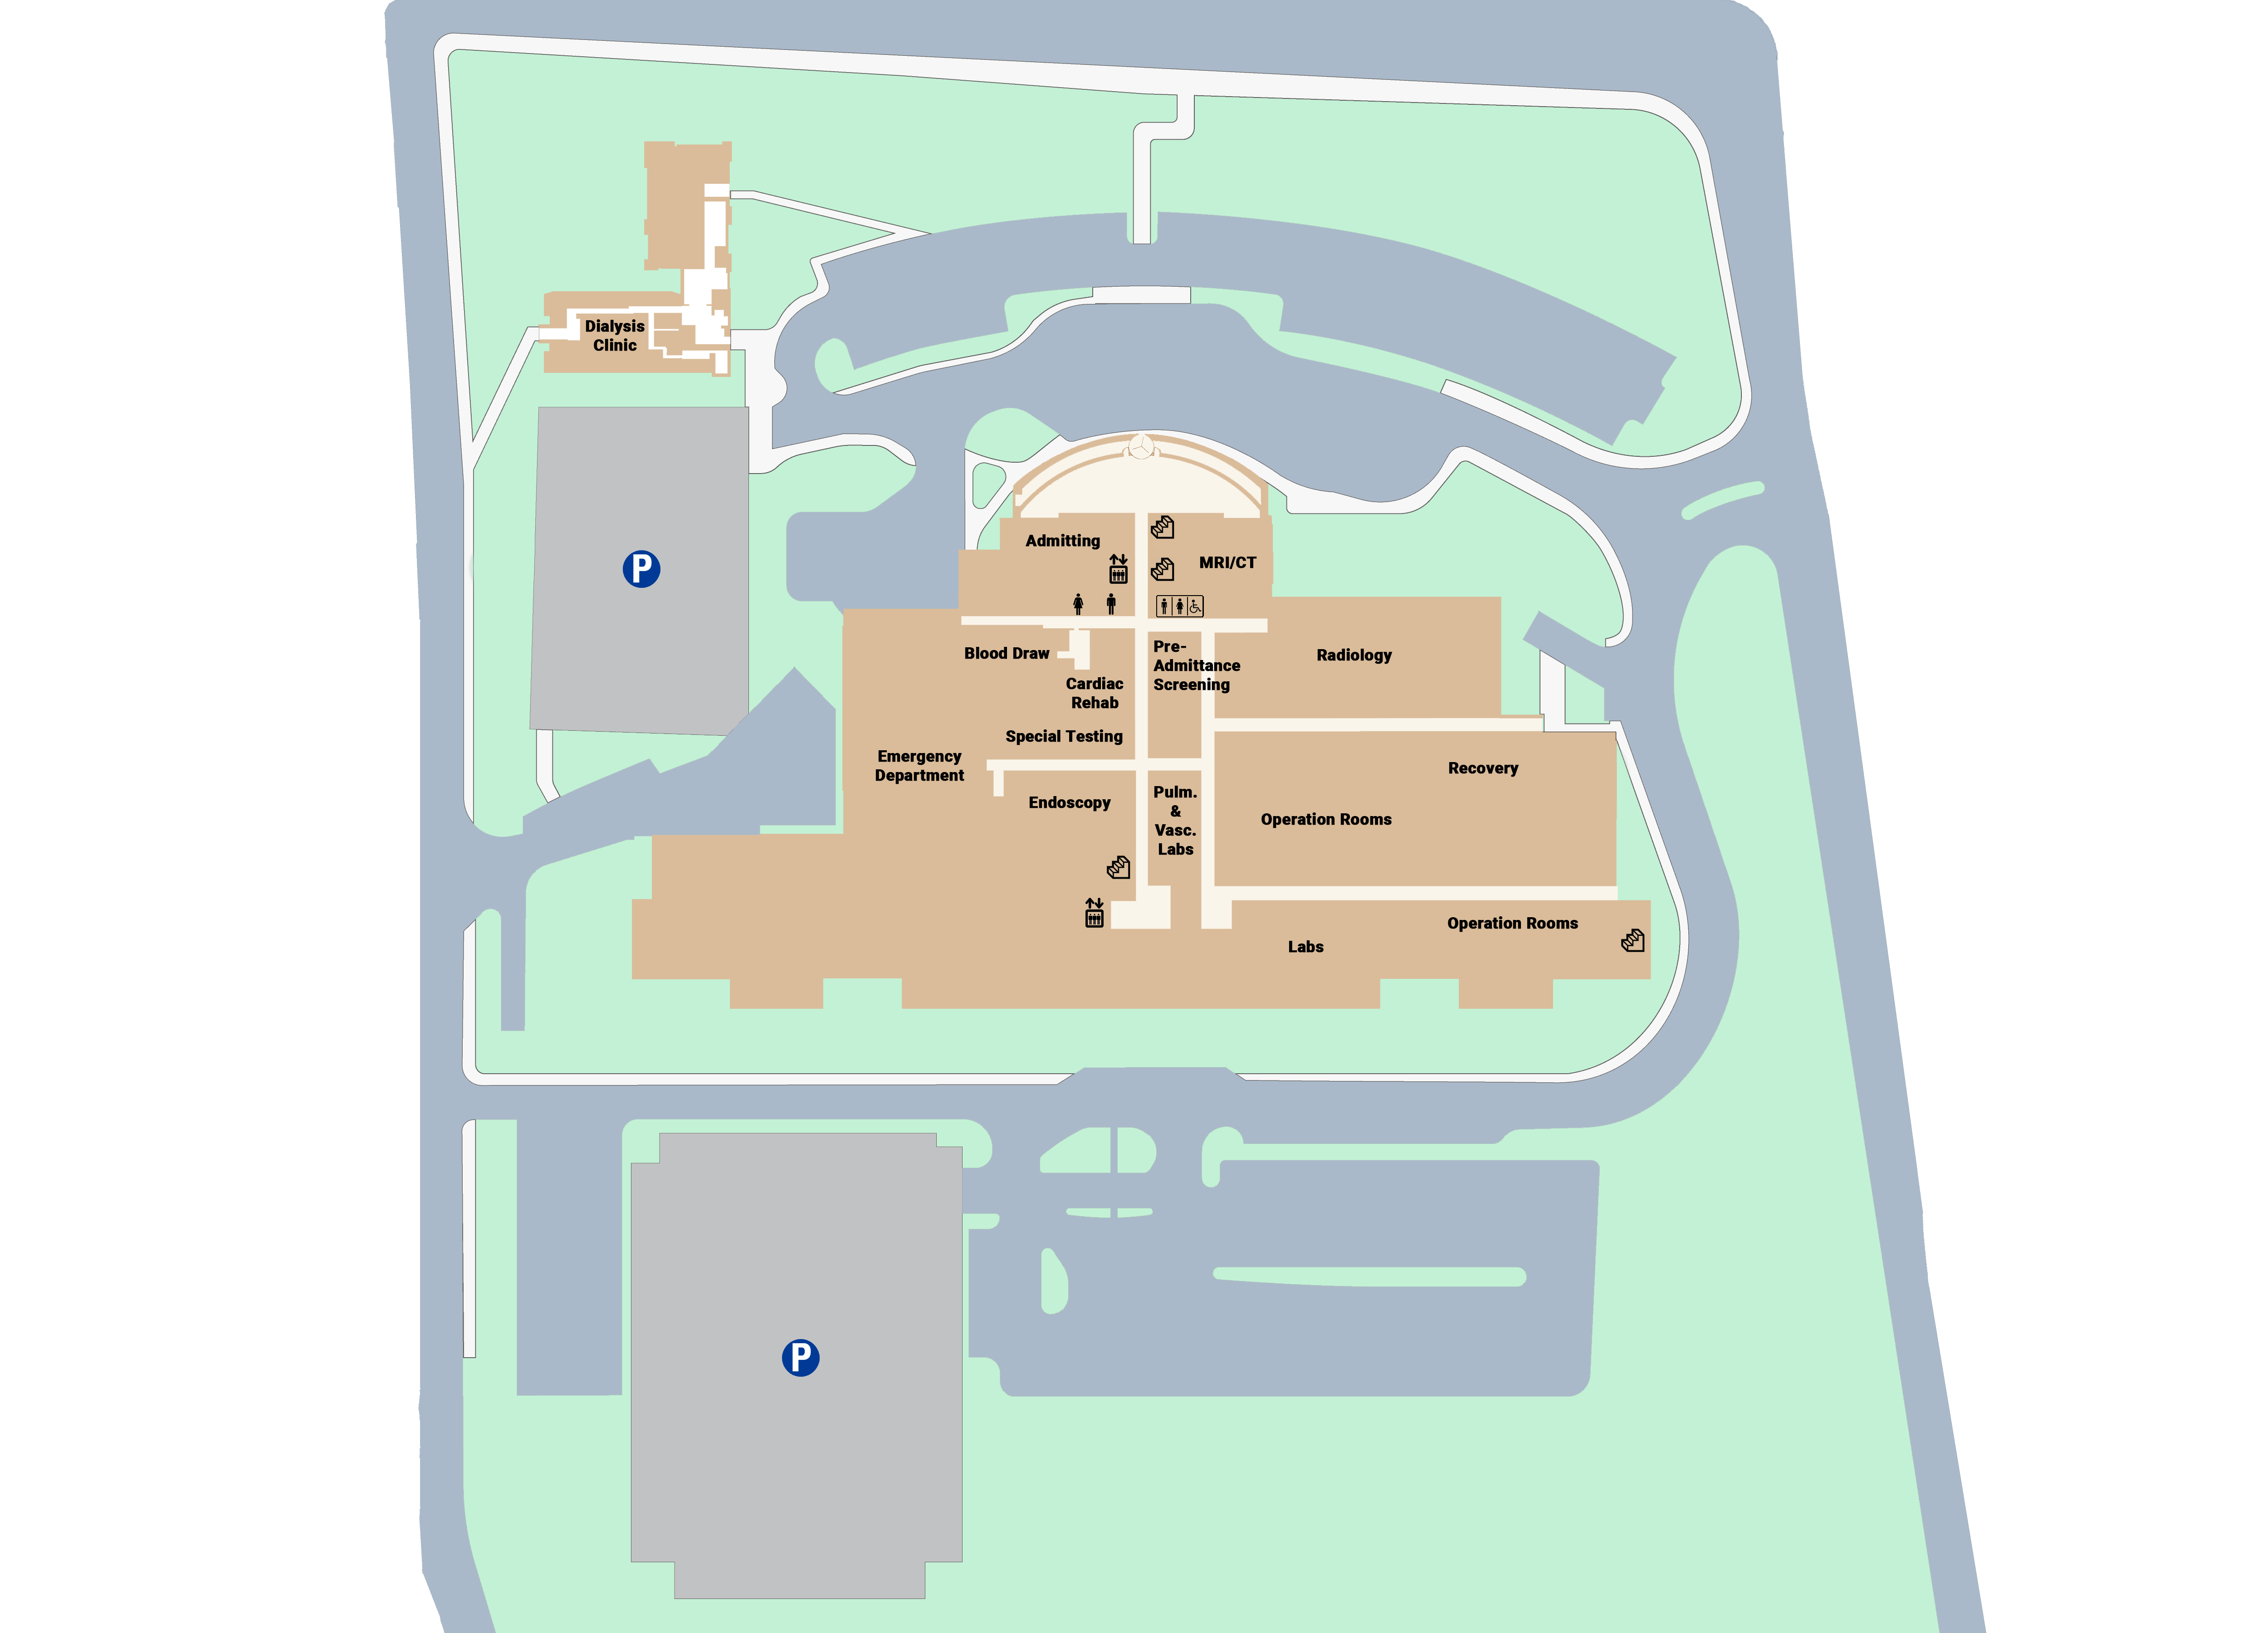 Dialysis
Clinic
P
Admitting
MRI/CT
Blood Draw
Pre-
Admittance
Screening
Radiology
Cardiac
Rehab
Special Testing
Emergency
Department
Recovery
Endoscopy
Pulm.
&
Vasc.
Labs
Operation Rooms
Operation Rooms
Labs
P